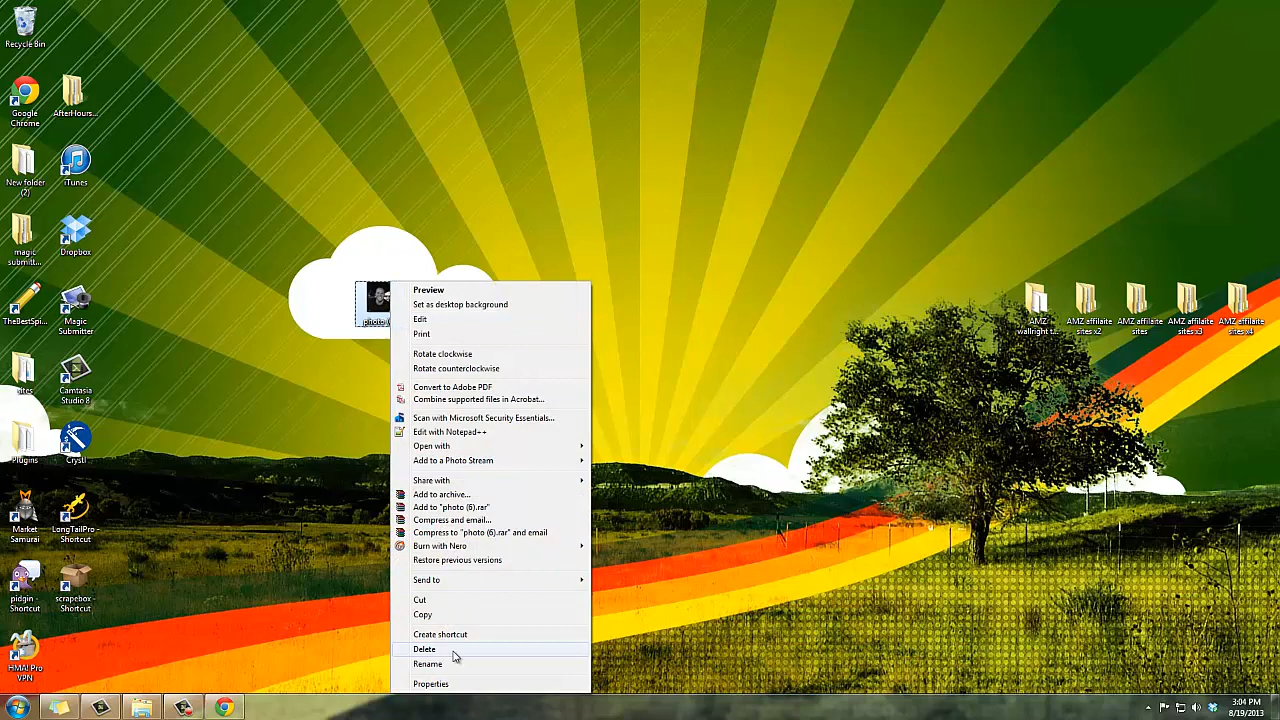 Recycle Bin
Google
Chrome
AfterHours...
New folder
(2)
iTunes
magic
submitt...
Dropbox
TheBestSpi...
Magic
Submitter
sites
Camtasia
Studio 8
Plugins
Crystl
Market
Samurai
LongTailPro -
Shortcut
pidgin -
Shortcut
scrapebox -
Shortcut
HMA! Pro
VPN
photo
Preview
Set as desktop background
Edit
Print
Rotate clockwise
Rotate counterclockwise
Convert to Adobe PDF
Combine supported files in Acrobat...
Scan with Microsoft Security Essentials...
Edit with Notepad++
Open with
Add to a Photo Stream
Share with
Add to archive...
Add to "photo (6).rar"
Compress and email...
Compress to "photo (6).rar" and email
Burn with Nero
Restore previous versions
Send to
Cut
Copy
Create shortcut
Delete
Rename
Properties
AMZ
wallright t...
AMZ affilaite
sites x2
AMZ affilaite
sites
AMZ affilaite
sites x3
AMZ affilaite
sites x4
3:04 PM
8/19/2013